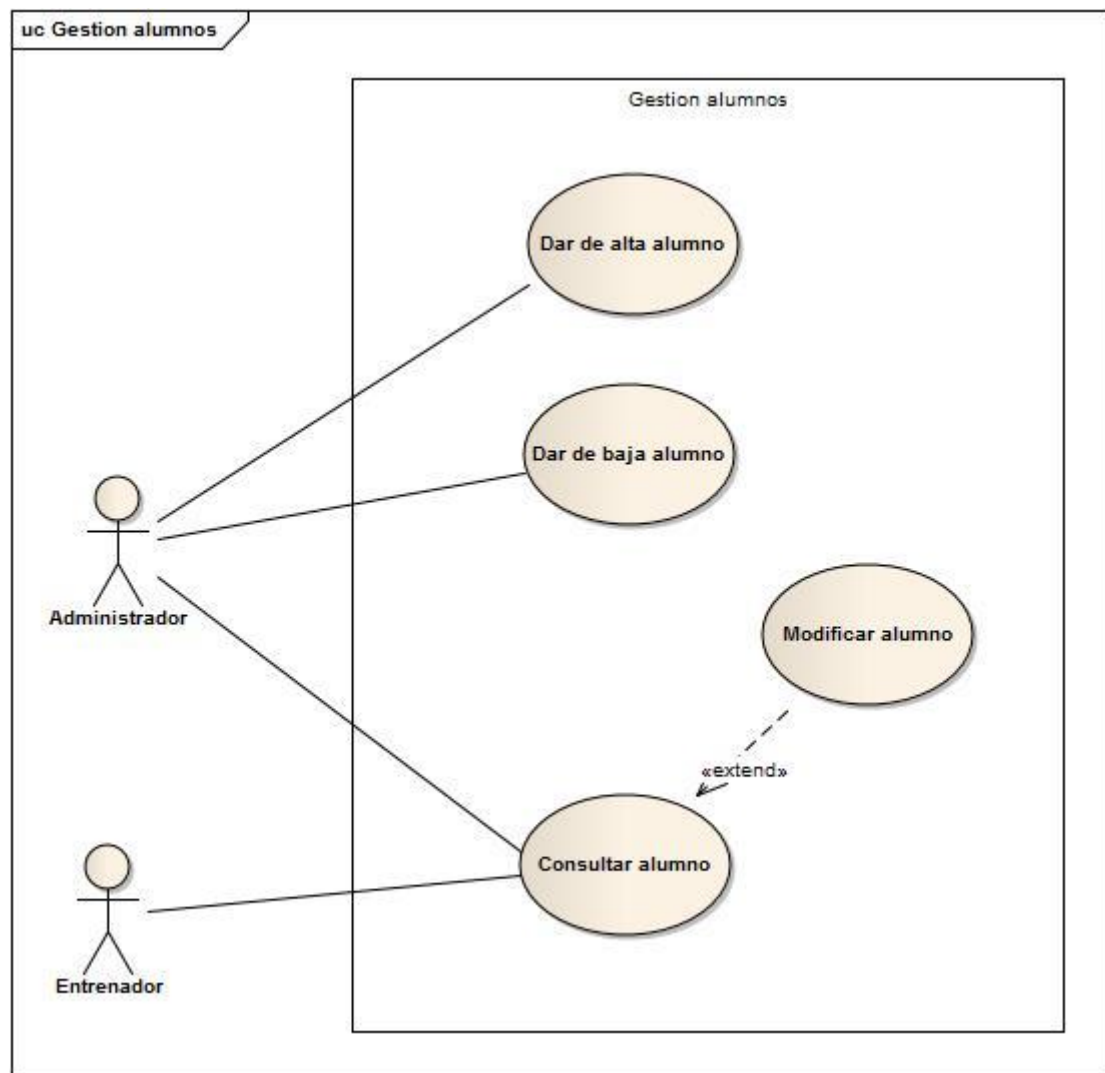 uc Gestion alumnos
Gestion alumnos
Dar de alta alumno
Dar de baja alumno
Administrador
Modificar alumno
«extend»
Consultar alumno
Entrenador